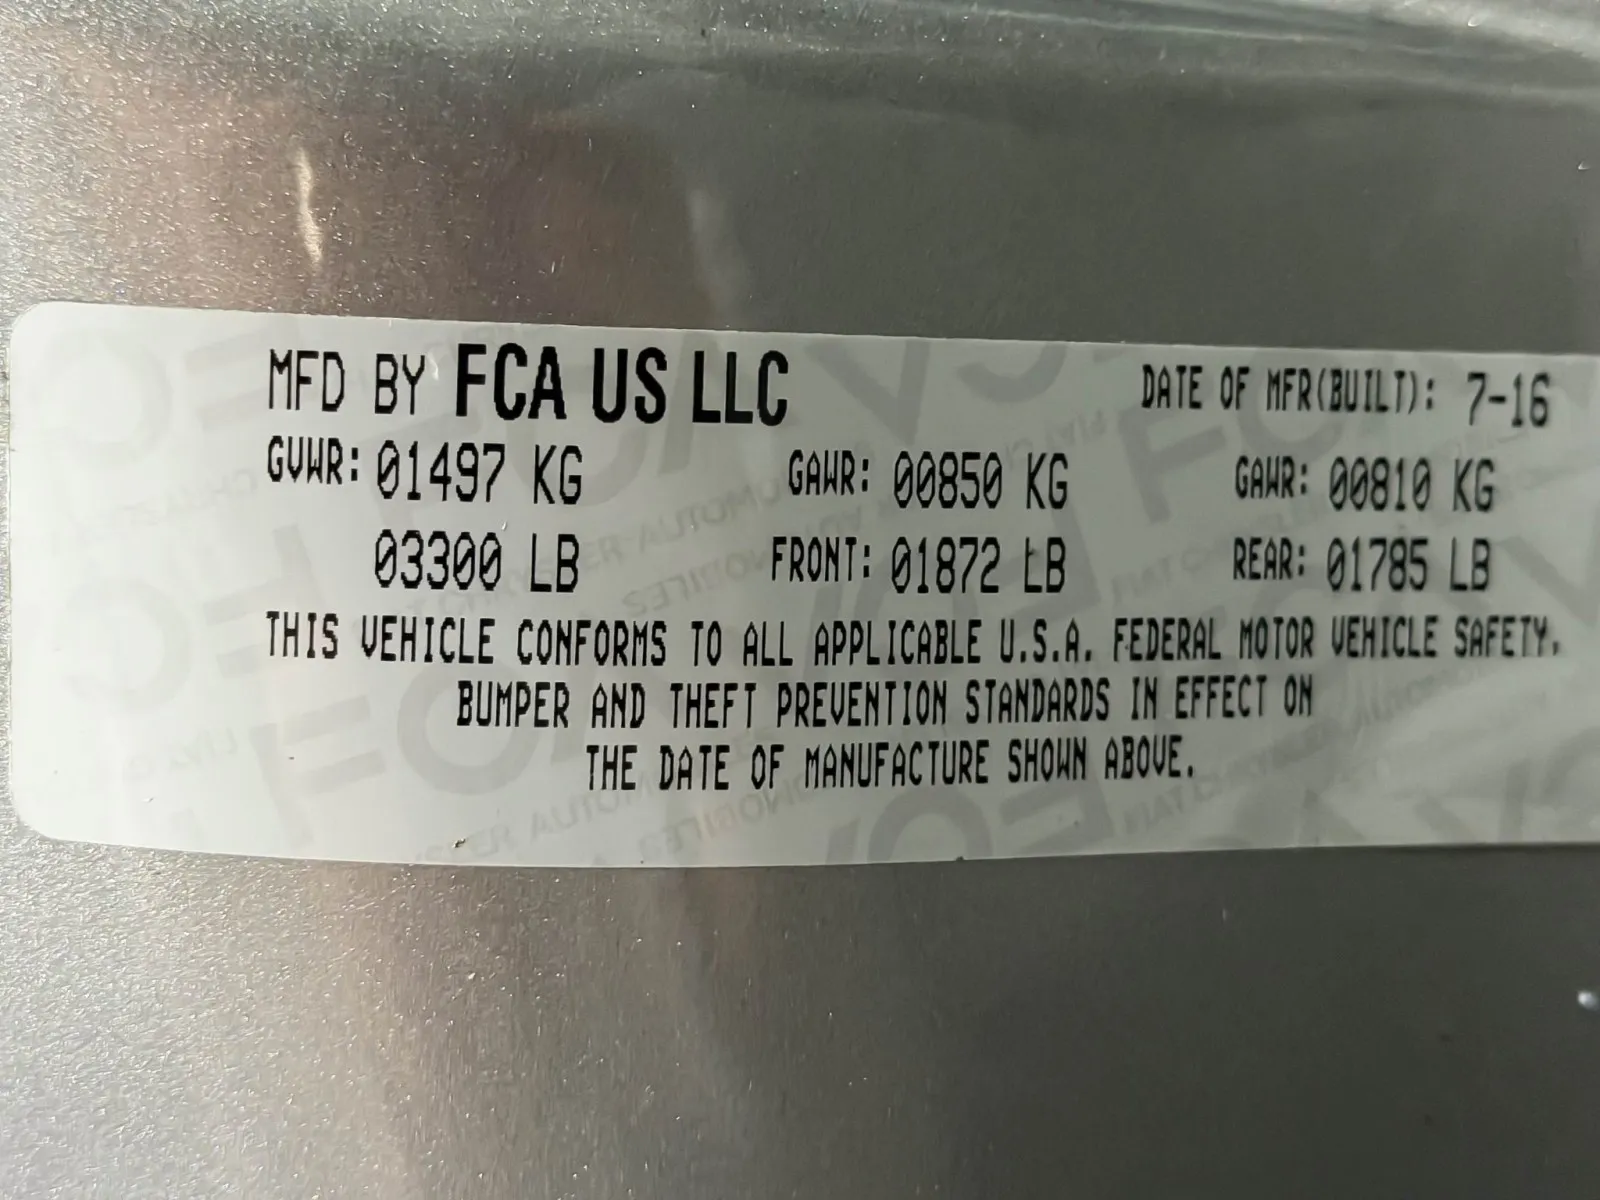 MFD BY FCA US LLC DATE OF MFR(BUILT): 7-16
GVWR: 01497 KG GAWR: 00850 KG GAWR: 00810 KG
03300 LB FRONT: 01872 LB REAR: 01785 LB
THIS VEHICLE CONFORMS TO ALL APPLICABLE U.S.A. FEDERAL MOTOR VEHICLE SAFETY,
BUMPER AND THEFT PREVENTION STANDARDS IN EFFECT ON
THE DATE OF MANUFACTURE SHOWN ABOVE.